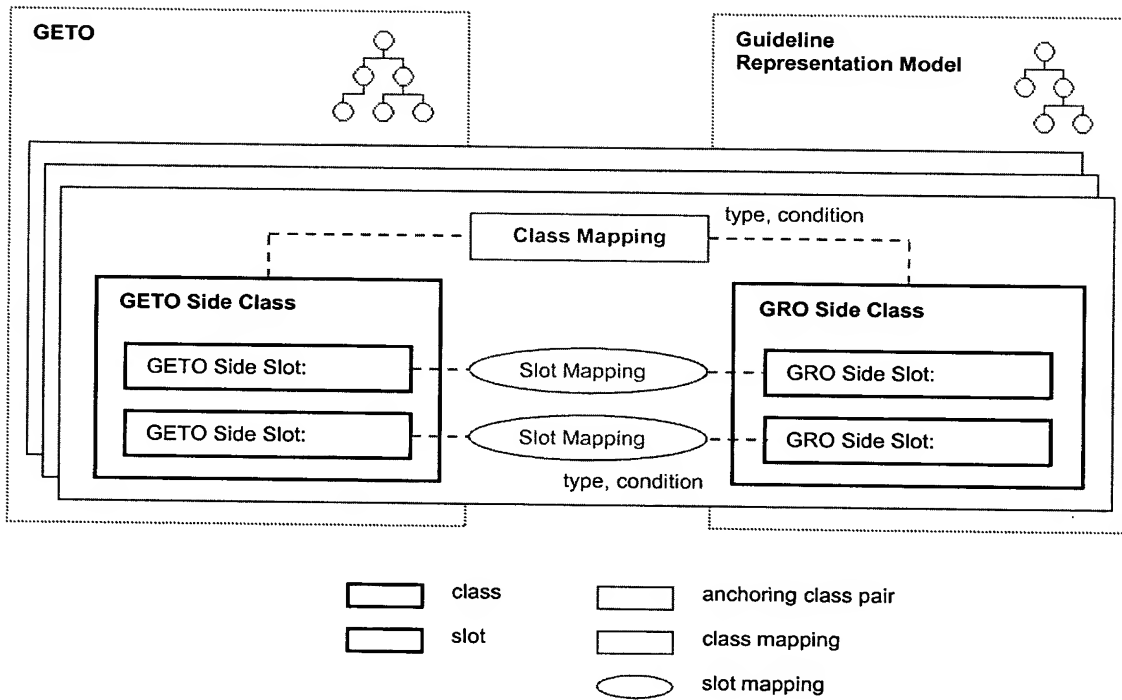 GETO
Guideline
Representation Model
type, condition
Class Mapping
GETO Side Class
GRO Side Class
GETO Side Slot:
Slot Mapping
GRO Side Slot:
GETO Side Slot:
Slot Mapping
GRO Side Slot:
type, condition
class
anchoring class pair
slot
class mapping
slot mapping